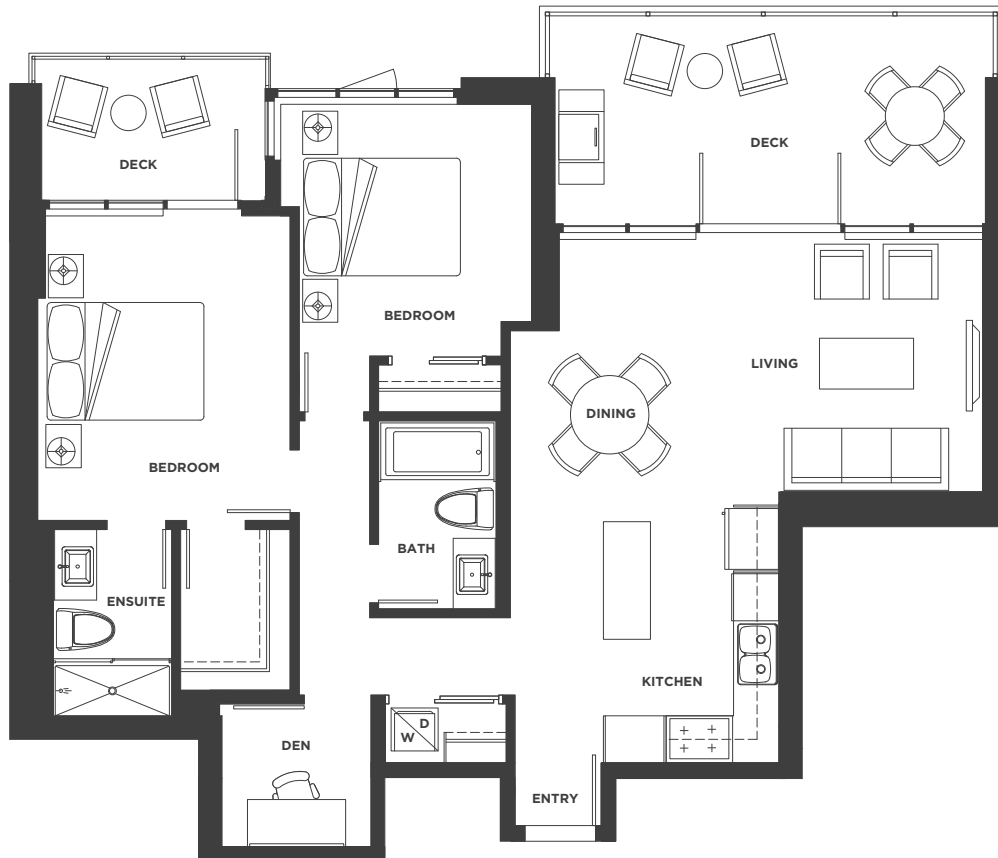 DECK
DECK
BEDROOM
LIVING
DINING
BEDROOM
BATH
ENSUITE
KITCHEN
D
W
DEN
ENTRY